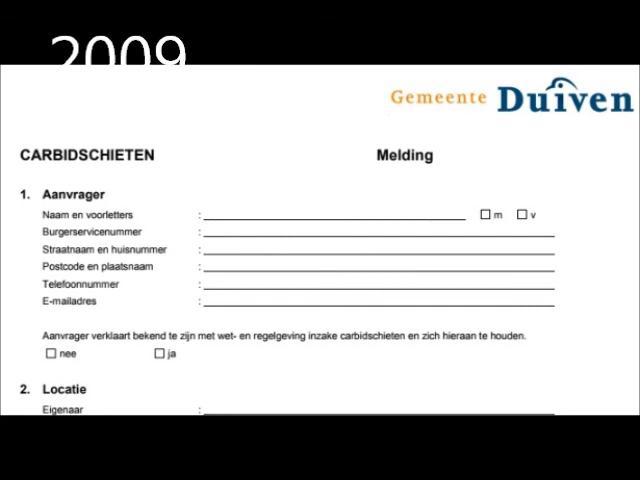 2009
Gemeente Duiven
CARBIDSCHIETEN Melding
1. Aanvrager
Naam en voorletters : m v
Burgerservicenummer :
Straatnaam en huisnummer :
Postcode en plaatsnaam :
Telefoonnummer :
E-mailadres :
Aanvrager verklaart bekend te zijn met wet- en regelgeving inzake carbidschieten en zich hieraan te houden.
nee ja
2. Locatie
Eigenaar :